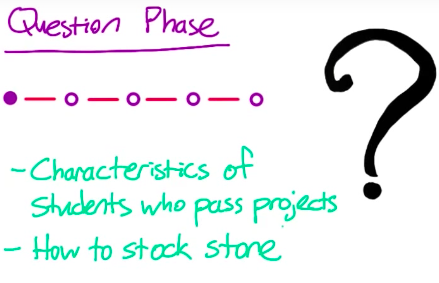 Question Phase
?
- Characteristics of
Students who pass projects
- How to stock store